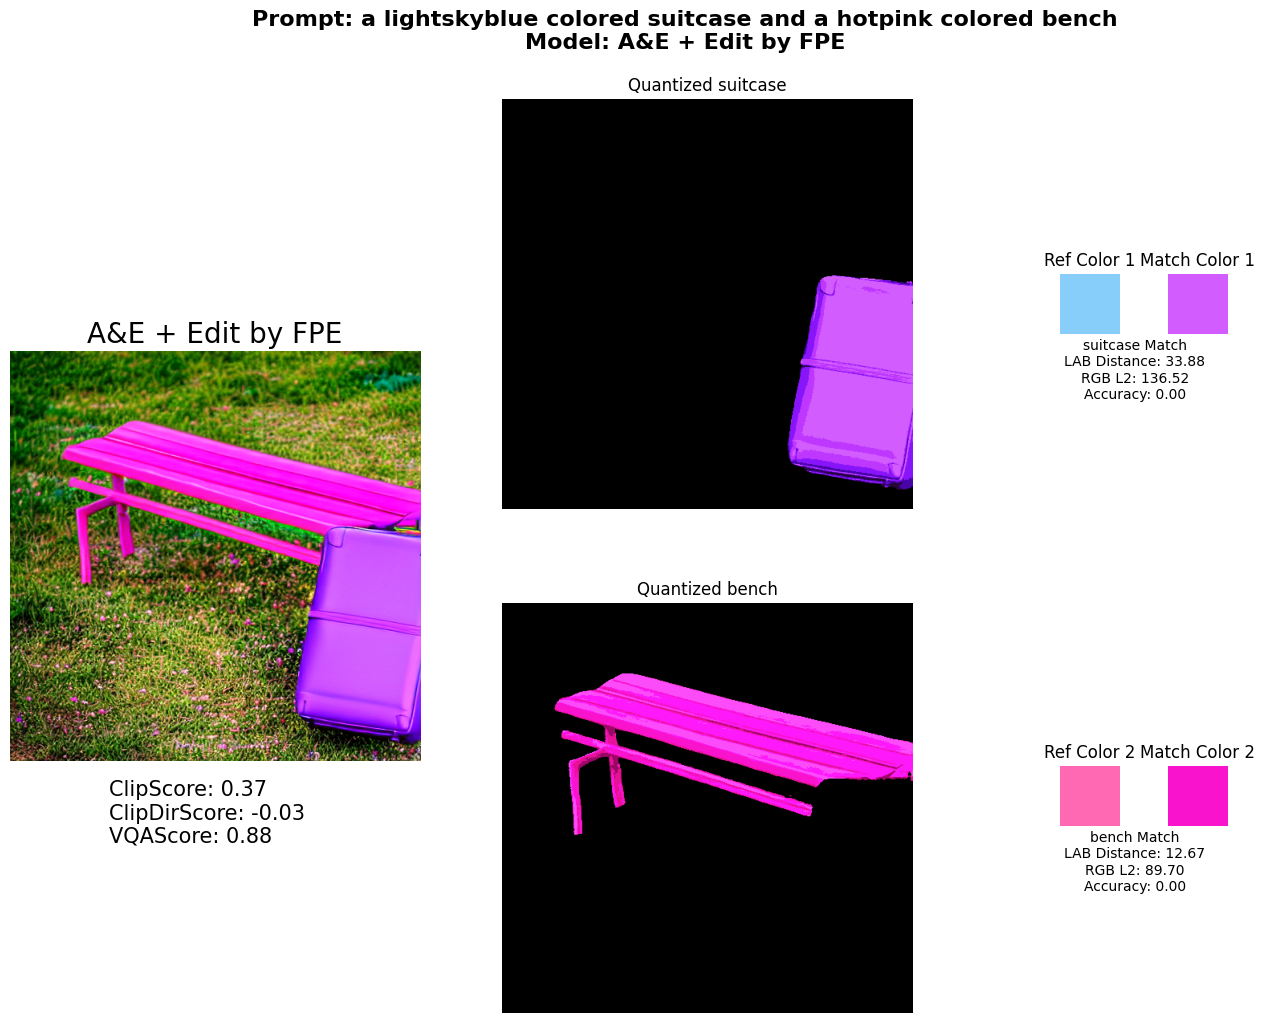 Prompt: a lightskyblue colored suitcase and a hotpink colored bench
Model: A&E + Edit by FPE
Quantized suitcase
Ref Color 1 Match Color 1
suitcase Match
LAB Distance: 33.88
RGB L2: 136.52
Accuracy: 0.00
A&E + Edit by FPE
ClipScore: 0.37
ClipDirScore: -0.03
VQAScore: 0.88
Quantized bench
Ref Color 2 Match Color 2
bench Match
LAB Distance: 12.67
RGB L2: 89.70
Accuracy: 0.00